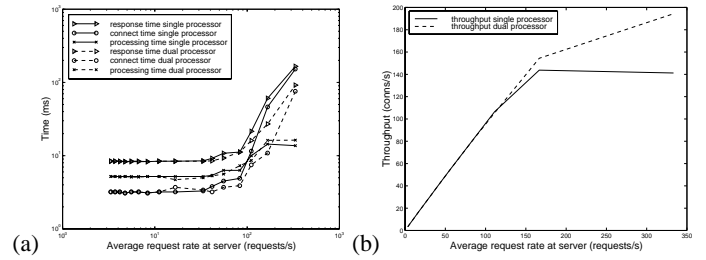 10³
10²
10¹
10⁰
Time (ms)
response time single processor
connect time single processor
processing time single processor
response time dual processor
connect time dual processor
processing time dual processor
10⁰ 10¹ 10² 10³
Average request rate at server (requests/s)
(a)
200
180
160
140
120
100
80
60
40
20
0
Throughput (conns/s)
throughput single processor
throughput dual processor
0 50 100 150 200 250 300 350
Average request rate at server (requests/s)
(b)